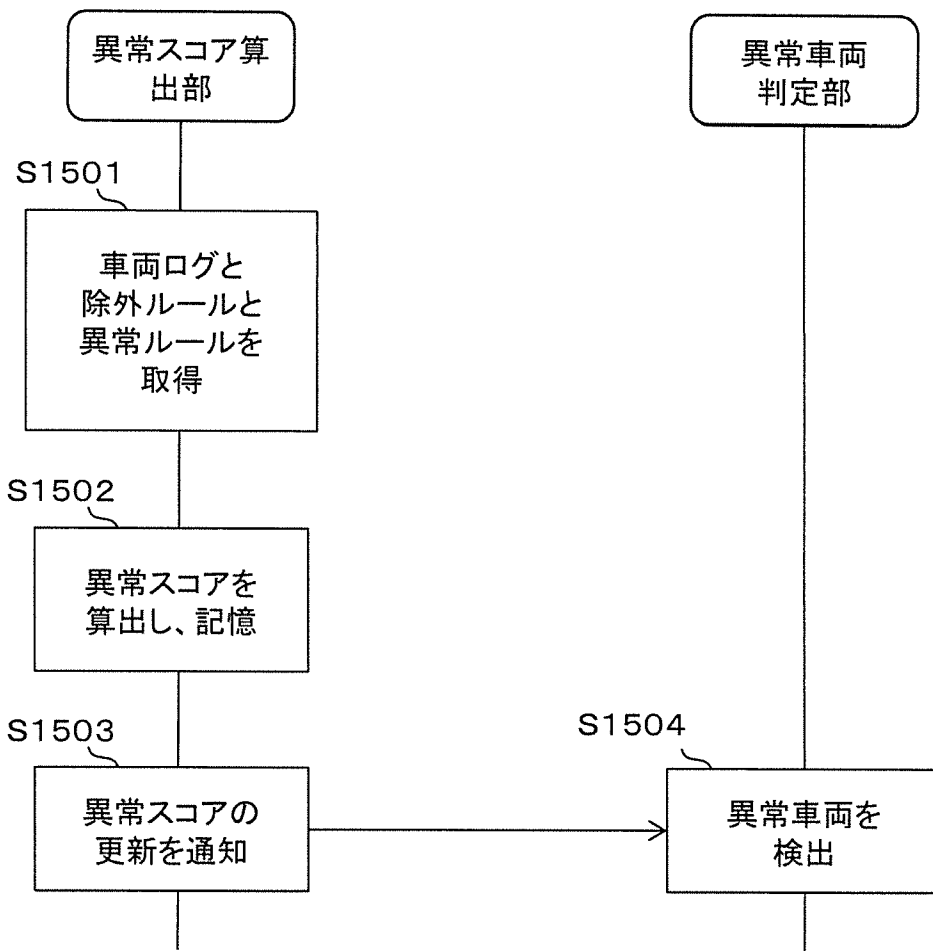 異常スコア算
出部
異常車両
判定部
S1501
車両ログと
除外ルールと
異常ルールを
取得
S1502
異常スコアを
算出し、記憶
S1503
異常スコアの
更新を通知
S1504
異常車両を
検出